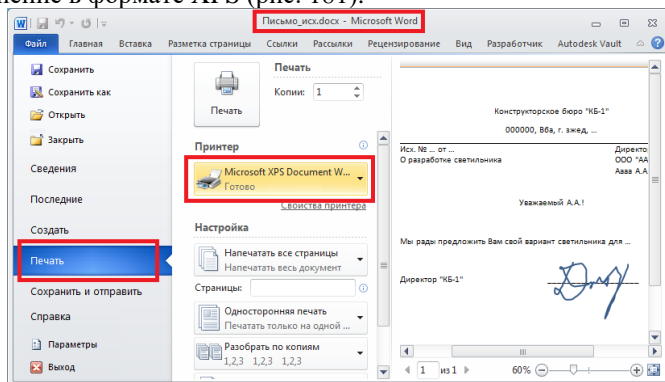 нение в формате XPS (рис. 181).
Письмо_исх.docx - Microsoft Word
Файл Главная Вставка Разметка страницы Ссылки Рассылки Рецензирование Вид Разработчик Autodesk Vault
Сохранить
Сохранить как
Открыть
Закрыть
Сведения
Последние
Создать
Печать
Сохранить и отправить
Справка
Параметры
Выход
Печать
Печать
Копии: 1
Принтер
Microsoft XPS Document W...
Готово
Свойства принтера
Настройка
Напечатать все страницы
Напечатать весь документ
Страницы:
Односторонняя печать
Печатать только на одной ...
Разобрать по копиям
1,2,3 1,2,3 1,2,3
Конструкторское бюро "КБ-1"
000000, Вба, г. зжед, ...
Исх. № ... от ...
О разработке светильника
Директо
ООО "АА
Аааа А.А
Уважаемый А.А.!
Мы рады предложить Вам свой вариант светильника для ...
Директор "КБ-1"
1 из 1
60%